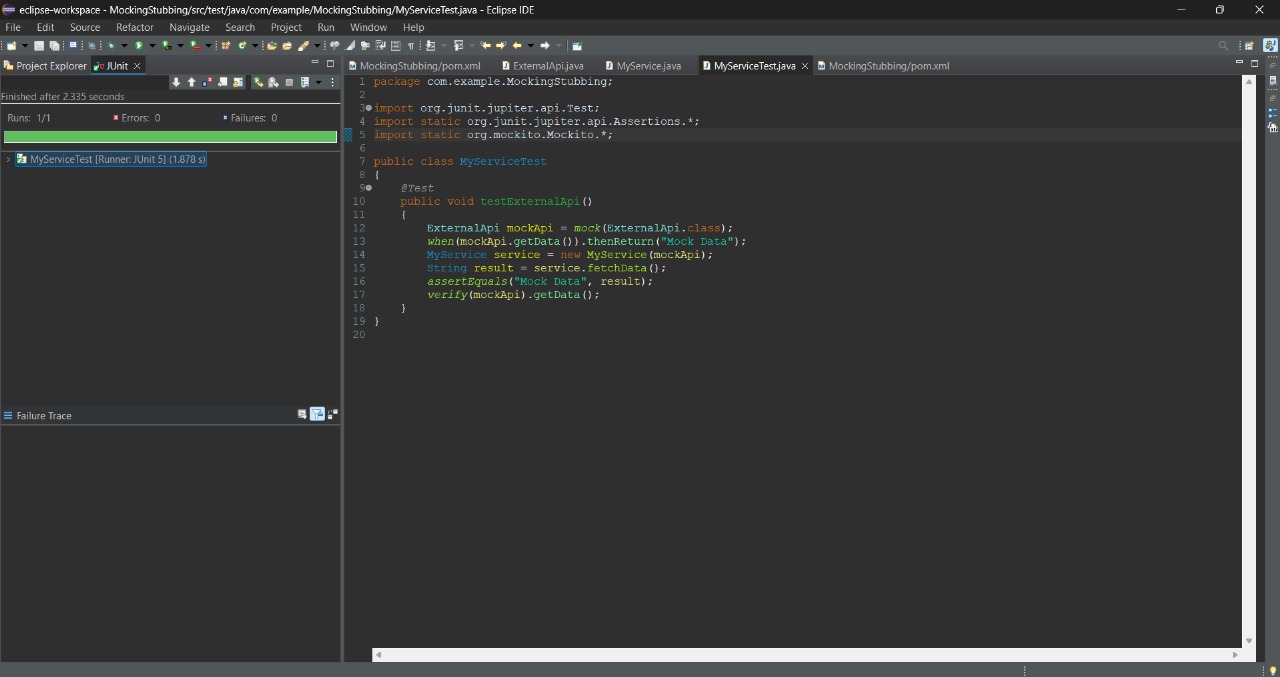 eclipse-workspace - MockingStubbing/src/test/java/com/example/MockingStubbing/MyServiceTest.java - Eclipse IDE
File Edit Source Refactor Navigate Search Project Run Window Help
Project Explorer JUnit
MockingStubbing/pom.xml ExternalApi.java MyService.java MyServiceTest.java MockingStubbing/pom.xml
Finished after 2.335 seconds
Runs: 1/1 Errors: 0 Failures: 0
MyServiceTest [Runner: JUnit 5] (1.878 s)
Failure Trace
1 package com.example.MockingStubbing;
2
3 import org.junit.jupiter.api.Test;
4 import static org.junit.jupiter.api.Assertions.*;
5 import static org.mockito.Mockito.*;
6
7 public class MyServiceTest
8 {
9 @Test
10 public void testExternalApi()
11 {
12 ExternalApi mockApi = mock(ExternalApi.class);
13 when(mockApi.getData()).thenReturn("Mock Data");
14 MyService service = new MyService(mockApi);
15 String result = service.fetchData();
16 assertEquals("Mock Data", result);
17 verify(mockApi).getData();
18 }
19 }
20